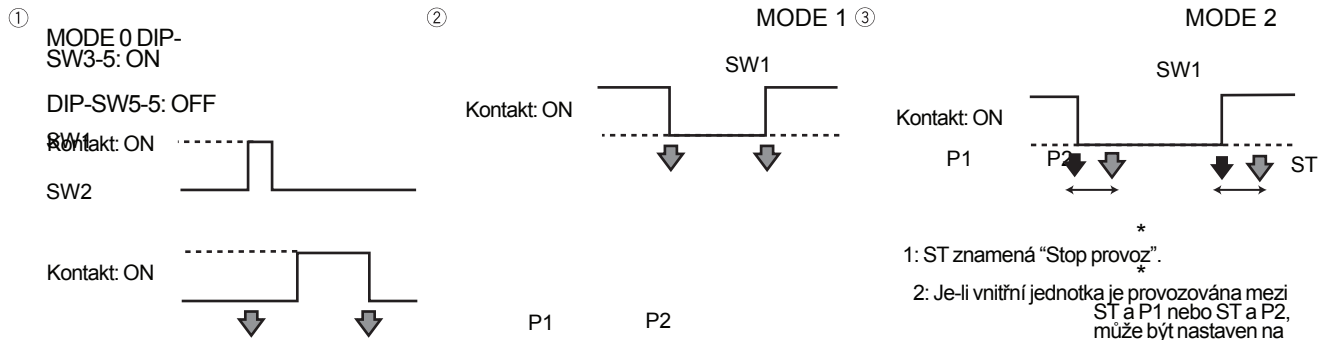 ①
MODE 0 DIP-
SW3-5: ON
DIP-SW5-5: OFF
SW1
Kontakt: ON
SW2
Kontakt: ON
②
MODE 1
SW1
Kontakt: ON
P1 P2
③
MODE 2
SW1
Kontakt: ON
P1 P2 ST
*
1: ST znamená “Stop provoz”.
*
2: Je-li vnitřní jednotka je provozována mezi
ST a P1 nebo ST a P2,
může být nastaven na